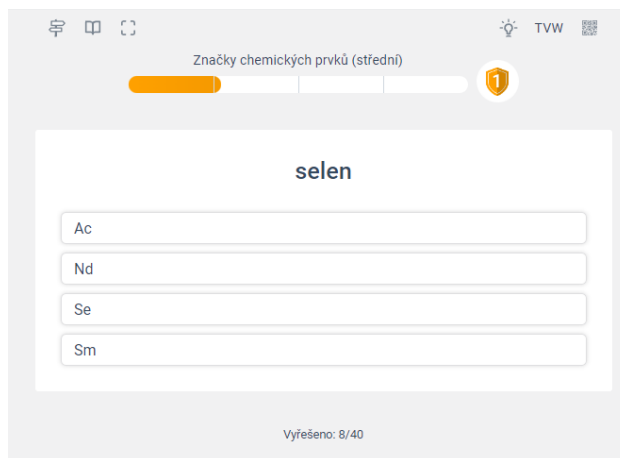 TVW
Značky chemických prvků (střední)
1
selen
Ac
Nd
Se
Sm
Vyřešeno: 8/40